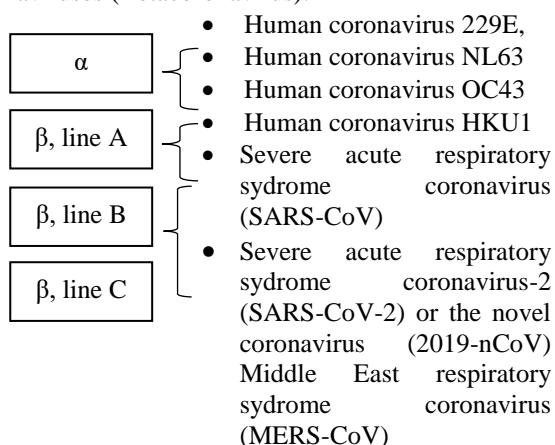 α
β, line A
β, line B
β, line C
• Human coronavirus 229E,
• Human coronavirus NL63
• Human coronavirus OC43
• Human coronavirus HKU1
• Severe acute respiratory
sydrome coronavirus
(SARS-CoV)
• Severe acute respiratory
sydrome coronavirus-2
(SARS-CoV-2) or the novel
coronavirus (2019-nCoV)
Middle East respiratory
sydrome coronavirus
(MERS-CoV)